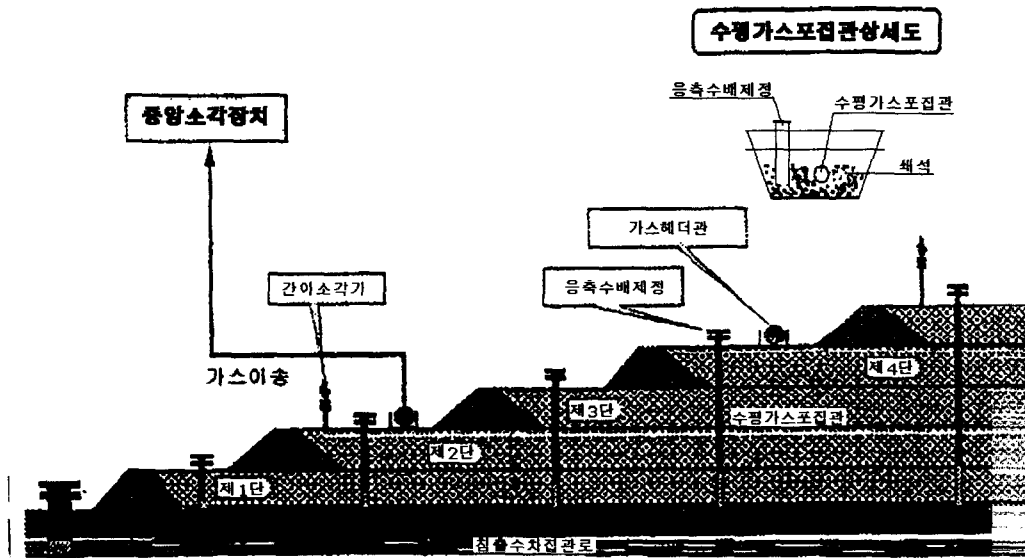 수평가스포집관상세도
응축수배제정
수평가스포집관
쇄석
중앙소각장치
가스헤더관
응축수배제정
간이소각기
가스이송
제4단
제3단
수평가스포집관
제2단
제1단
침출수차집관로